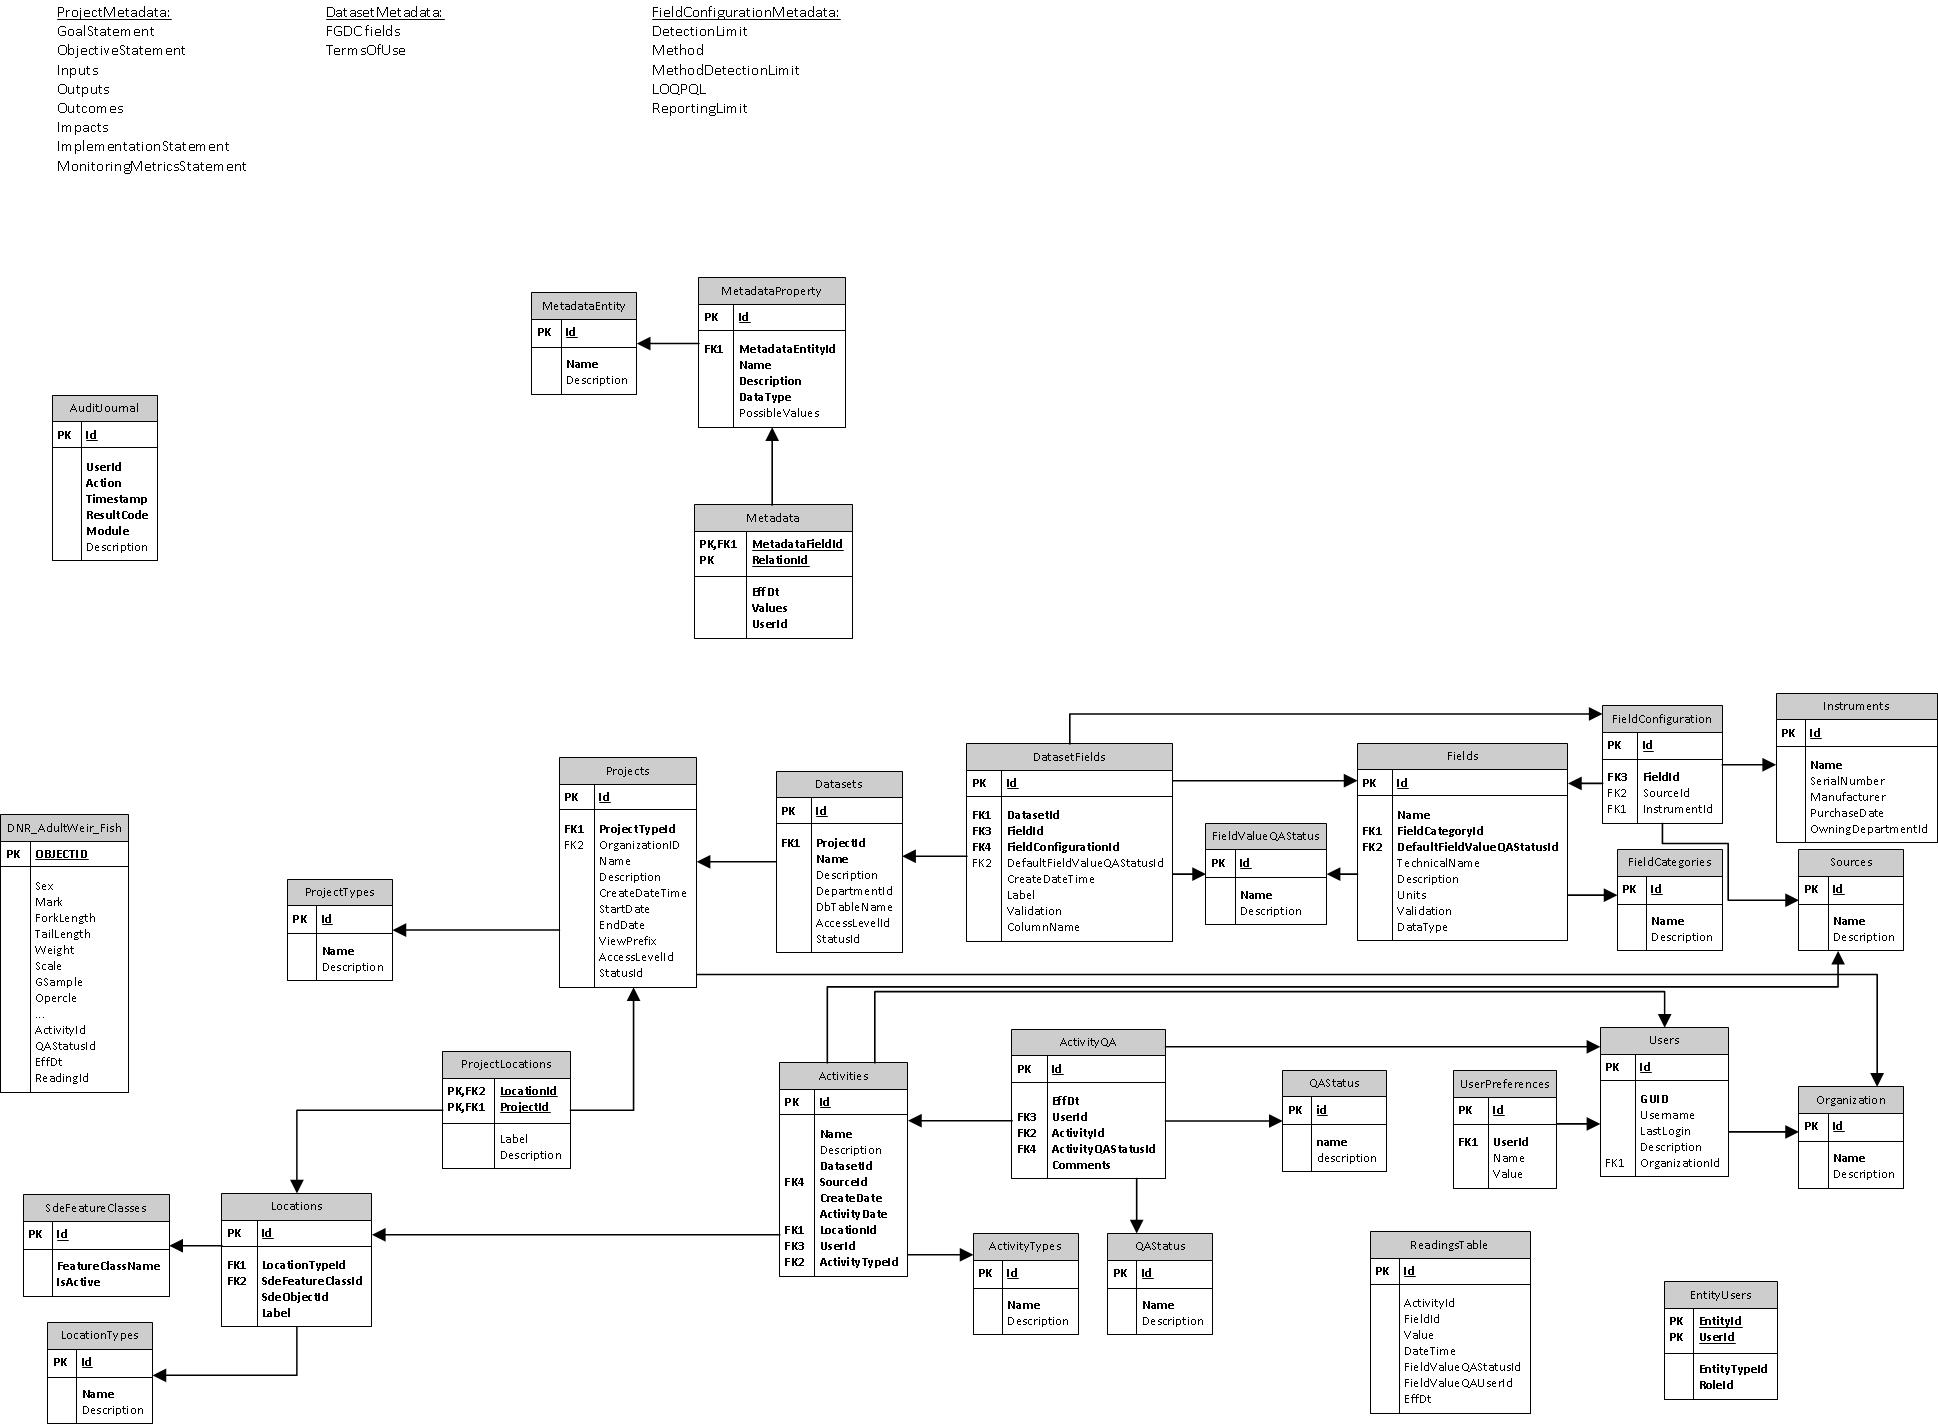 ProjectMetadata:
GoalStatement
ObjectiveStatement
Inputs
Outputs
Outcomes
Impacts
ImplementationStatement
MonitoringMetricsStatement
DatasetMetadata:
FGDC fields
TermsOfUse
FieldConfigurationMetadata:
DetectionLimit
Method
MethodDetectionLimit
LOQPQL
ReportingLimit
MetadataEntity
PK Id
Name
Description
MetadataProperty
PK Id
FK1 MetadataEntityId
Name
Description
DataType
PossibleValues
AuditJournal
PK Id
UserId
Action
Timestamp
ResultCode
Module
Description
Metadata
PK,FK1 MetadataFieldId
PK RelationId
EffDt
Values
UserId
DNR_AdultWeir_Fish
PK OBJECTID
Sex
Mark
ForkLength
TailLength
Weight
Scale
GSample
Opercle
...
ActivityId
QAStatusId
EffDt
ReadingId
ProjectTypes
PK Id
Name
Description
Projects
PK Id
FK1 ProjectTypeId
FK2 OrganizationID
Name
Description
CreateDateTime
StartDate
EndDate
ViewPrefix
AccessLevelId
StatusId
Datasets
PK Id
FK1 ProjectId
Name
Description
DepartmentId
DbTableName
AccessLevelId
StatusId
DatasetFields
PK Id
FK1 DatasetId
FK3 FieldId
FK4 FieldConfigurationId
FK2 DefaultFieldValueQAStatusId
CreateDateTime
Label
Validation
ColumnName
FieldValueQAStatus
PK Id
Name
Description
Fields
PK Id
Name
FK1 FieldCategoryId
FK2 DefaultFieldValueQAStatusId
TechnicalName
Description
Units
Validation
DataType
FieldConfiguration
PK Id
FK3 FieldId
FK2 SourceId
FK1 InstrumentId
Instruments
PK Id
Name
SerialNumber
Manufacturer
PurchaseDate
OwningDepartmentId
FieldCategories
PK Id
Name
Description
Sources
PK Id
Name
Description
ProjectLocations
PK,FK2 LocationId
PK,FK1 ProjectId
Label
Description
Activities
PK Id
Name
Description
DatasetId
FK4 SourceId
CreateDate
ActivityDate
FK1 LocationId
FK3 UserId
FK2 ActivityTypeId
ActivityQA
PK Id
EffDt
FK3 UserId
FK2 ActivityId
FK4 ActivityQAStatusId
Comments
QAStatus
PK id
name
description
UserPreferences
PK Id
FK1 UserId
Name
Value
Users
PK Id
GUID
Username
LastLogin
Description
FK1 OrganizationId
Organization
PK Id
Name
Description
SdeFeatureClasses
PK Id
FeatureClassName
IsActive
Locations
PK Id
FK1 LocationTypeId
FK2 SdeFeatureClassId
SdeObjectId
Label
LocationTypes
PK Id
Name
Description
ActivityTypes
PK Id
Name
Description
QAStatus
PK Id
Name
Description
ReadingsTable
PK Id
ActivityId
FieldId
Value
DateTime
FieldValueQAStatusId
FieldValueQAUserId
EffDt
EntityUsers
PK EntityId
PK UserId
EntityTypeId
RoleId